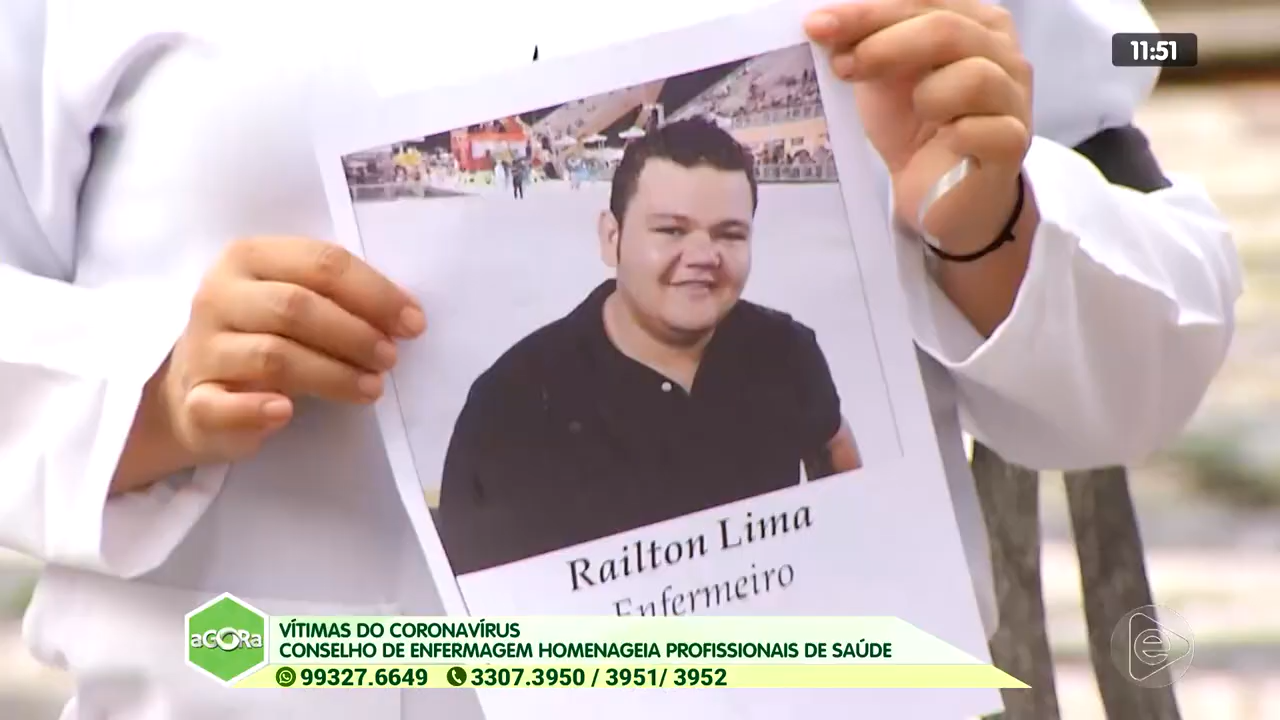 11:51
Railton Lima
Enfermeiro
aGORa
VÍTIMAS DO CORONAVÍRUS
CONSELHO DE ENFERMAGEM HOMENAGEIA PROFISSIONAIS DE SAÚDE
99327.6649 3307.3950 / 3951/ 3952
e